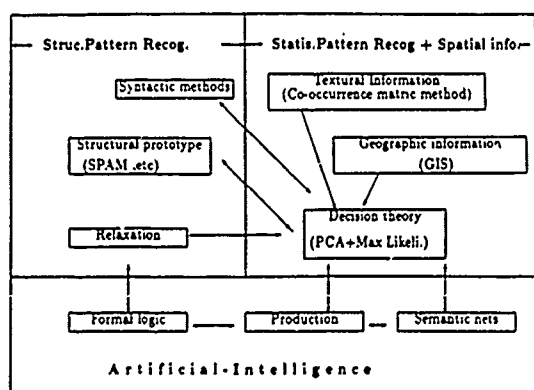 Struc.Pattern Recog.
Statis.Pattern Recog + Spatial info.
Syntactic methods
Textural Information
(Co-occurrence matric method)
Structural prototype
(SPAM .etc)
Geographic information
(GIS)
Decision theory
(PCA+Max Likeli.)
Relaxation
Formal logic
Production
Semantic nets
Artificial-Intelligence